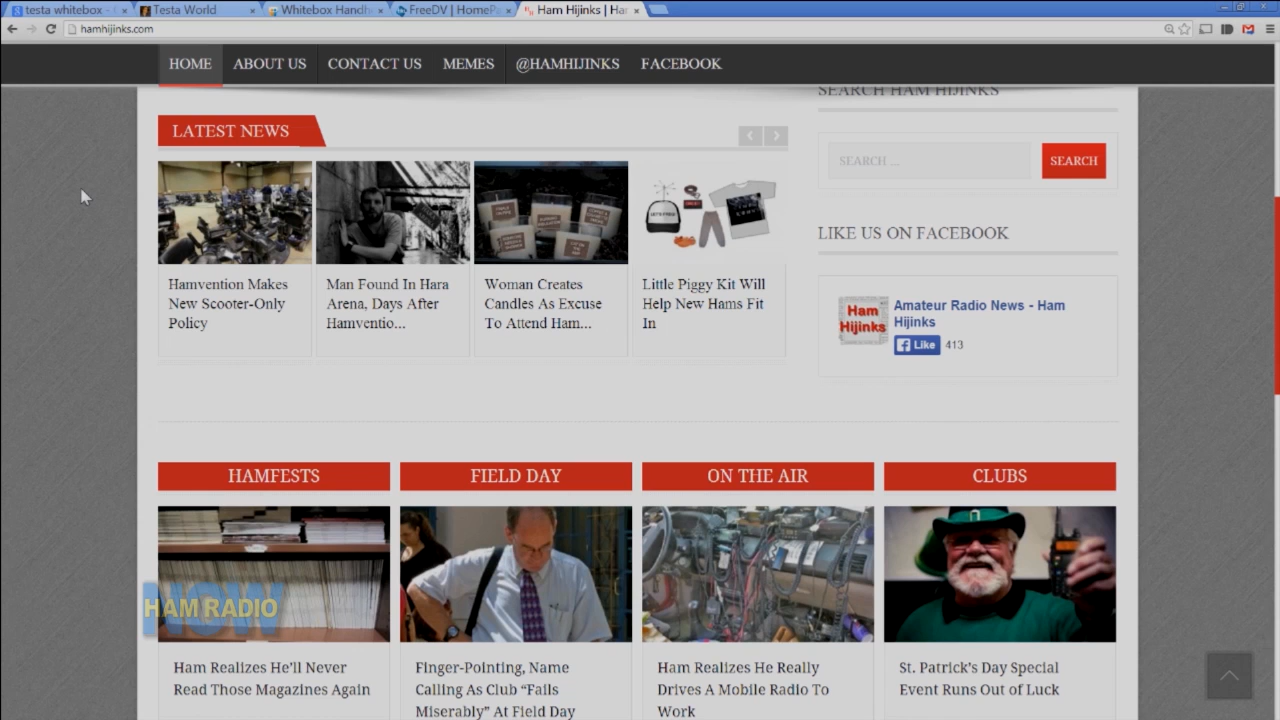 testa whitebox -
Testa World
Whitebox Handh
FreeDV | HomePa
Ham Hijinks | Ha
hamhijinks.com
HOME
ABOUT US
CONTACT US
MEMES
@HAMHIJINKS
FACEBOOK
SEARCH HAM HIJINKS
LATEST NEWS
SEARCH ...
SEARCH
Hamvention Makes
New Scooter-Only
Policy
Man Found In Hara
Arena, Days After
Hamventio...
Woman Creates
Candles As Excuse
To Attend Ham...
Little Piggy Kit Will
Help New Hams Fit
In
LIKE US ON FACEBOOK
Ham
Hijinks
Amateur Radio News - Ham
Hijinks
Like 413
HAMFESTS
FIELD DAY
ON THE AIR
CLUBS
NOW
HAM RADIO
Ham Realizes He'll Never
Read Those Magazines Again
Finger-Pointing, Name
Calling As Club “Fails
Miserably” At Field Day
Ham Realizes He Really
Drives A Mobile Radio To
Work
St. Patrick's Day Special
Event Runs Out of Luck